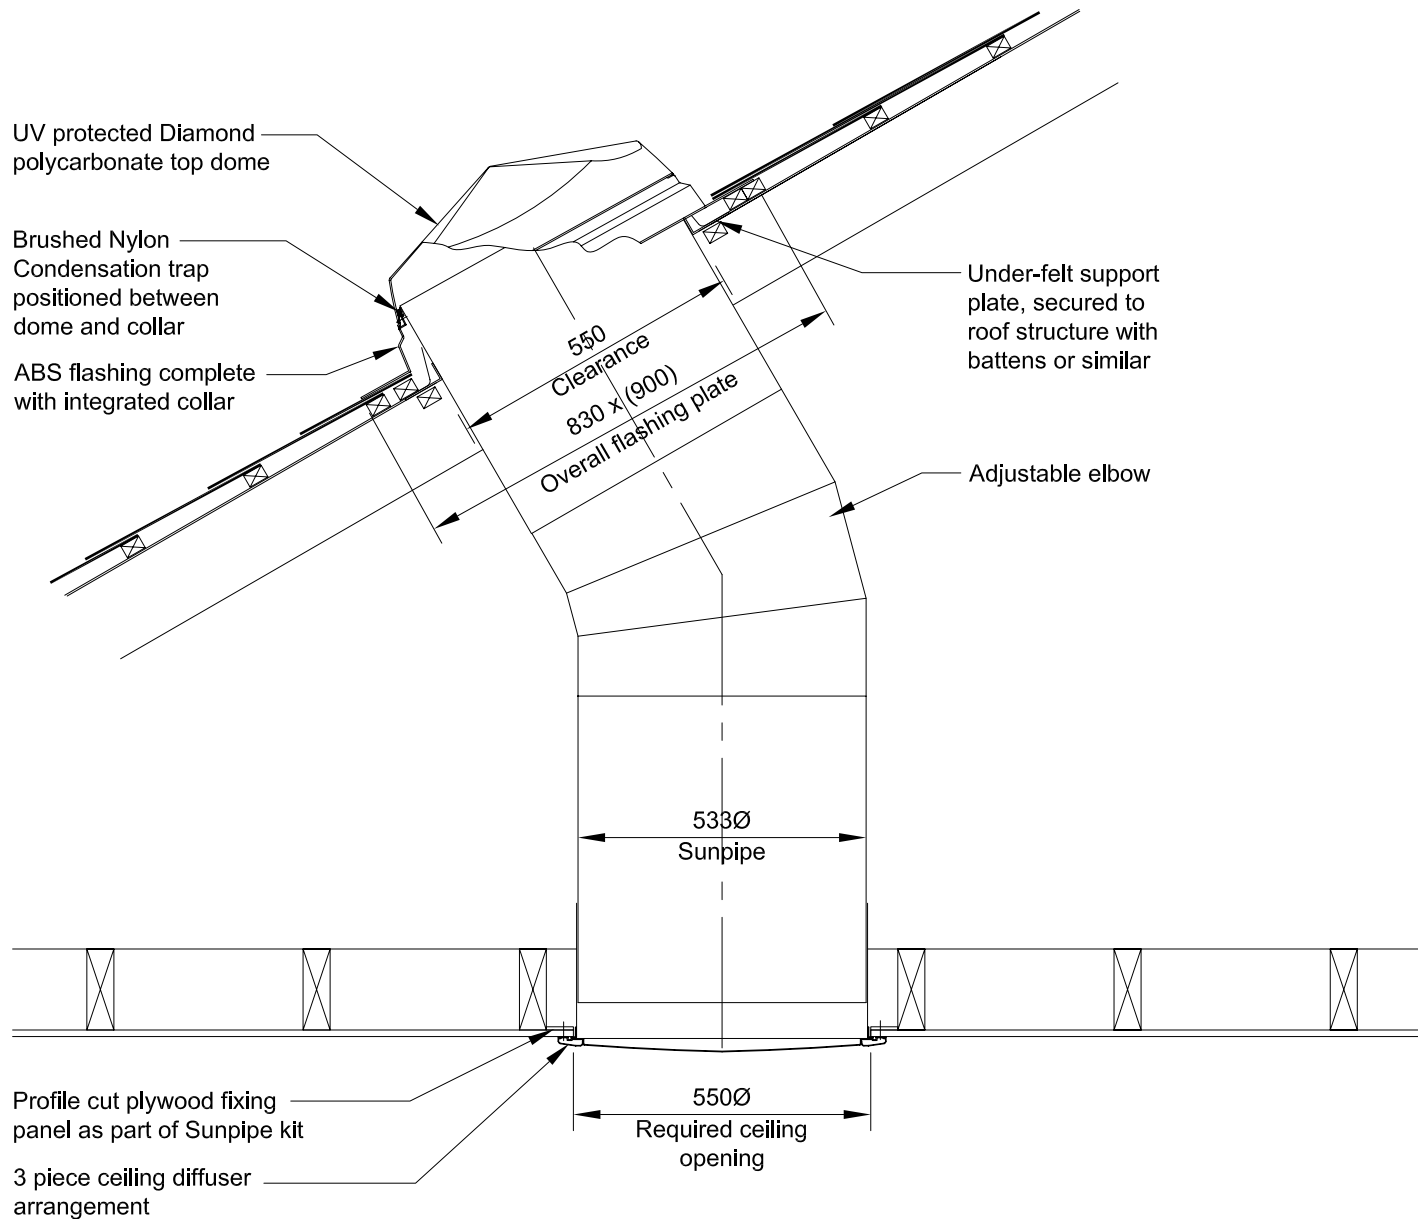 UV protected Diamond
polycarbonate top dome
Brushed Nylon
Condensation trap
positioned between
dome and collar
ABS flashing complete
with integrated collar
550
Clearance
830 x (900)
Overall flashing plate
Under-felt support
plate, secured to
roof structure with
battens or similar
Adjustable elbow
533Ø
Sunpipe
Profile cut plywood fixing
panel as part of Sunpipe kit
3 piece ceiling diffuser
arrangement
550Ø
Required ceiling
opening